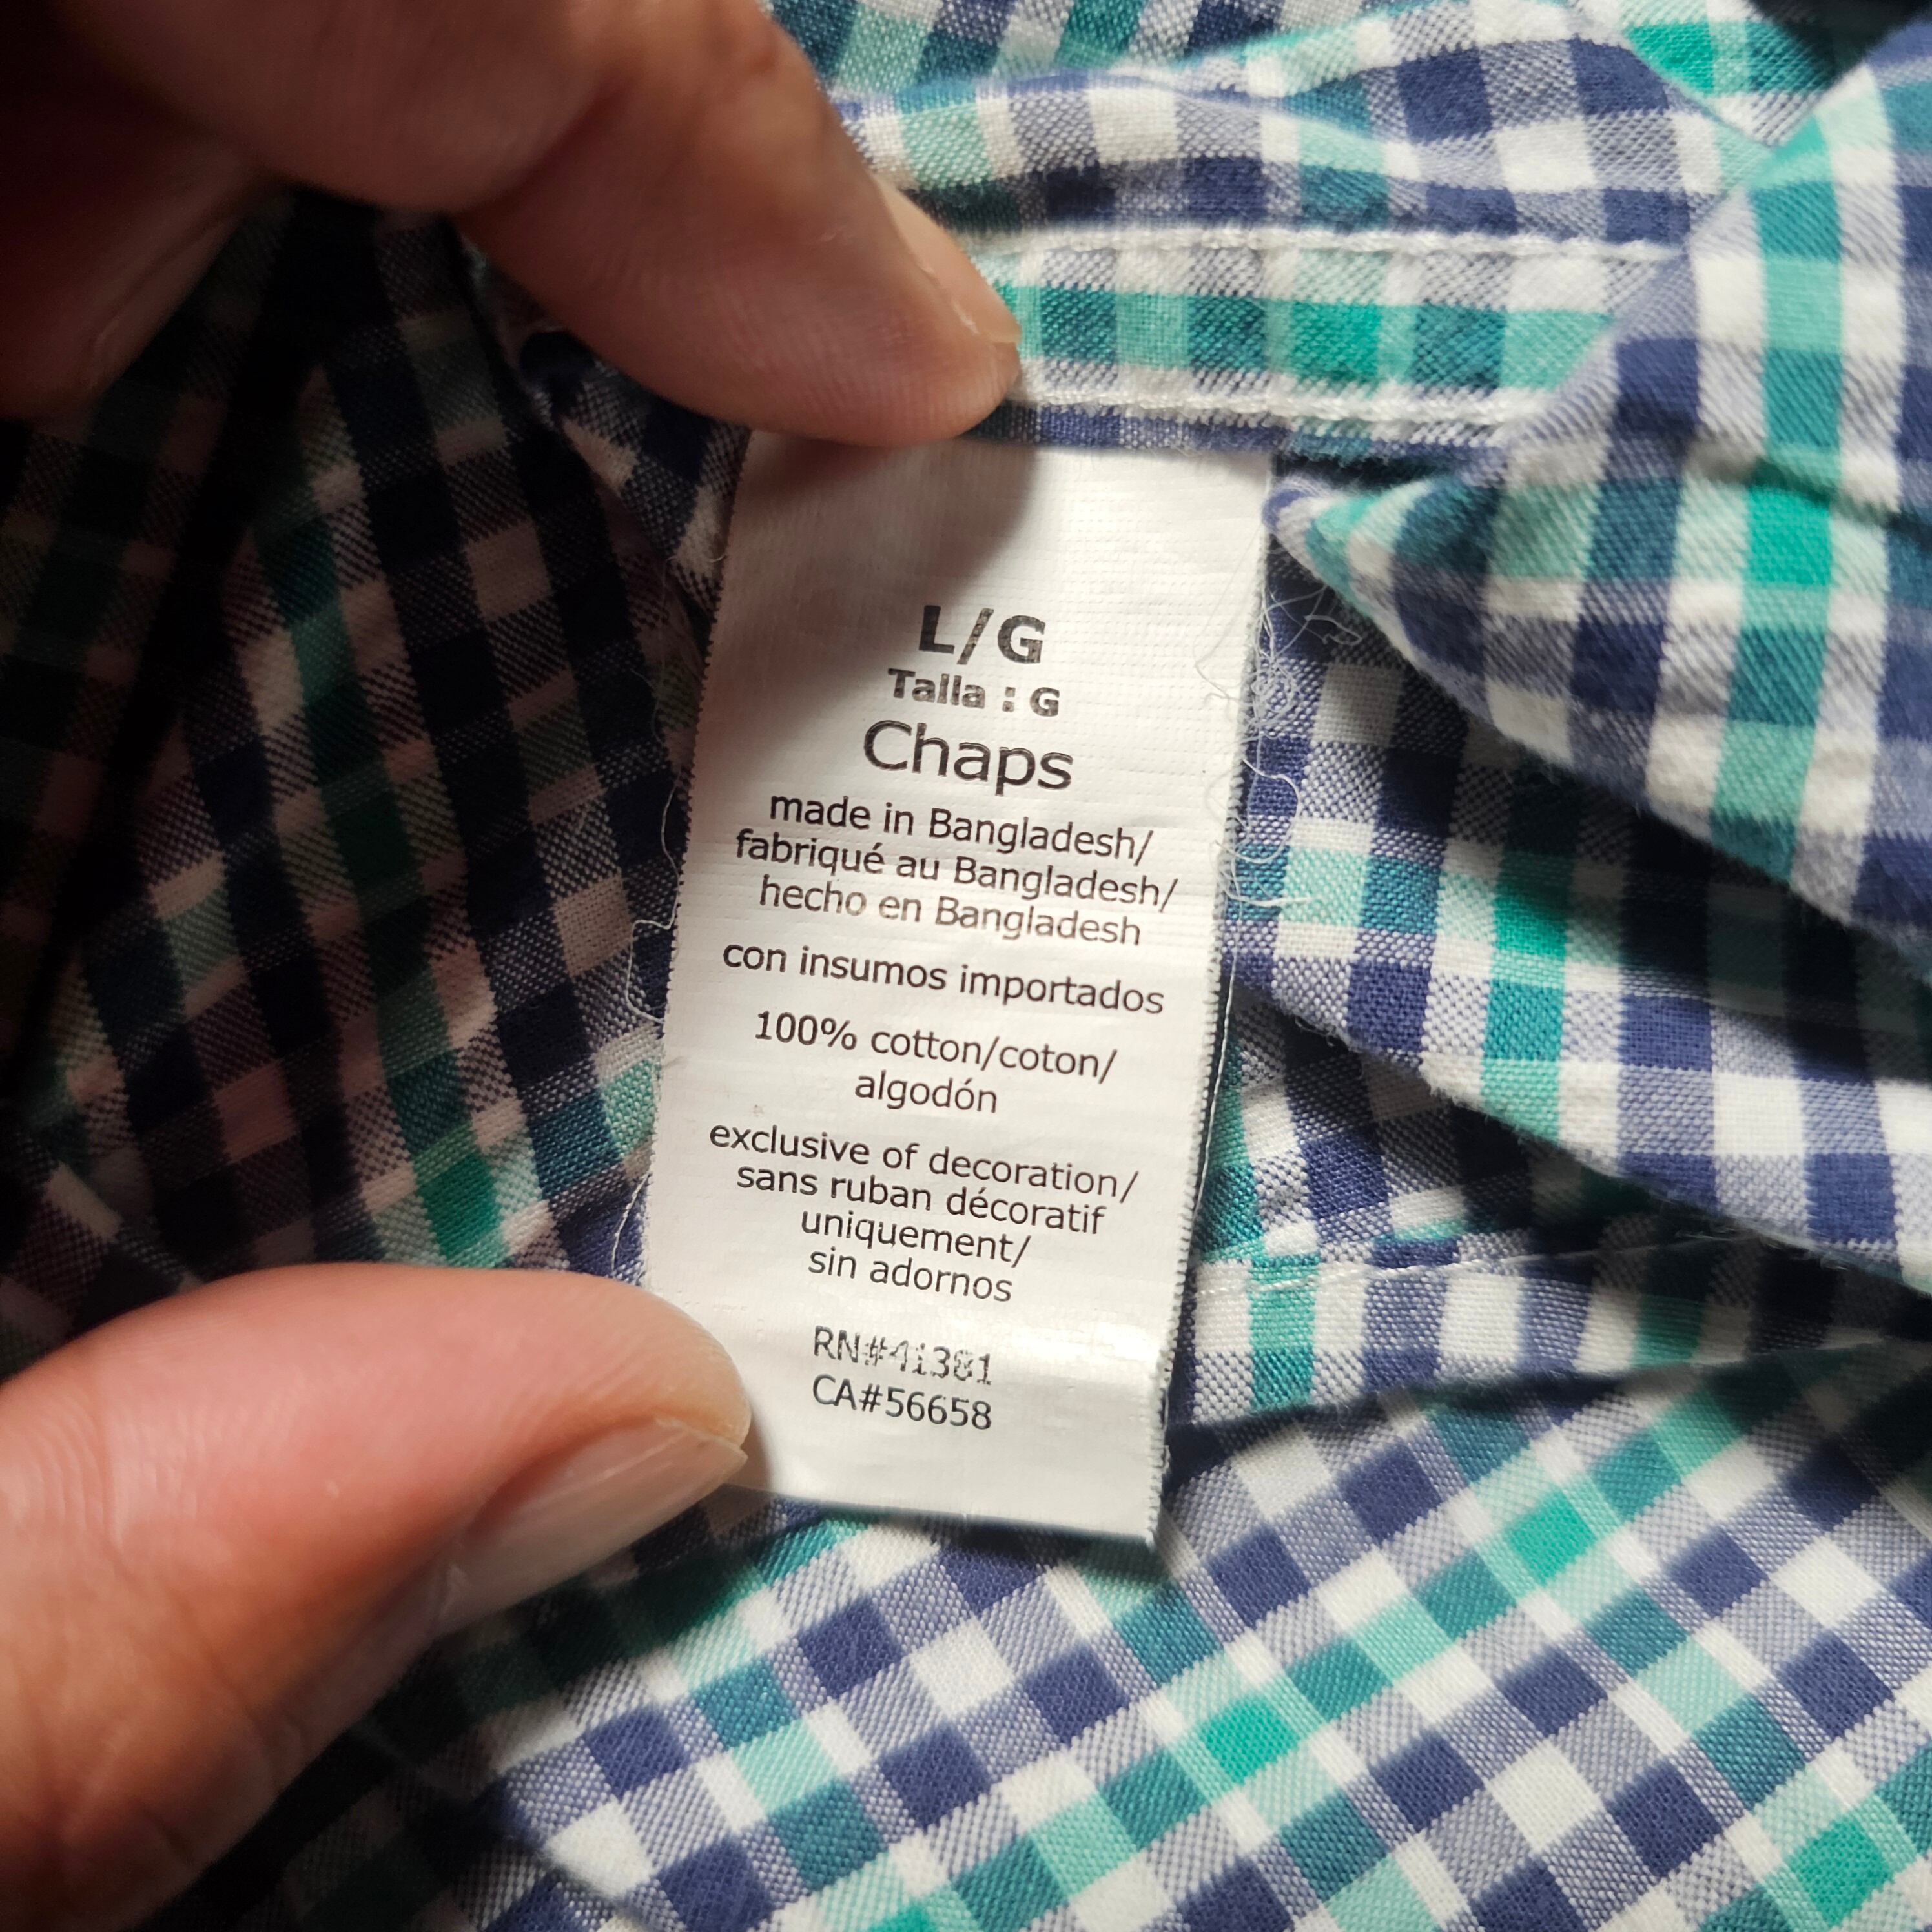 L/G
Talla : G
Chaps
made in Bangladesh/
fabriqué au Bangladesh/
hecho en Bangladesh
con insumos importados
100% cotton/coton/
algodón
exclusive of decoration/
sans ruban décoratif
uniquement/
sin adornos
RN#41381
CA#56658